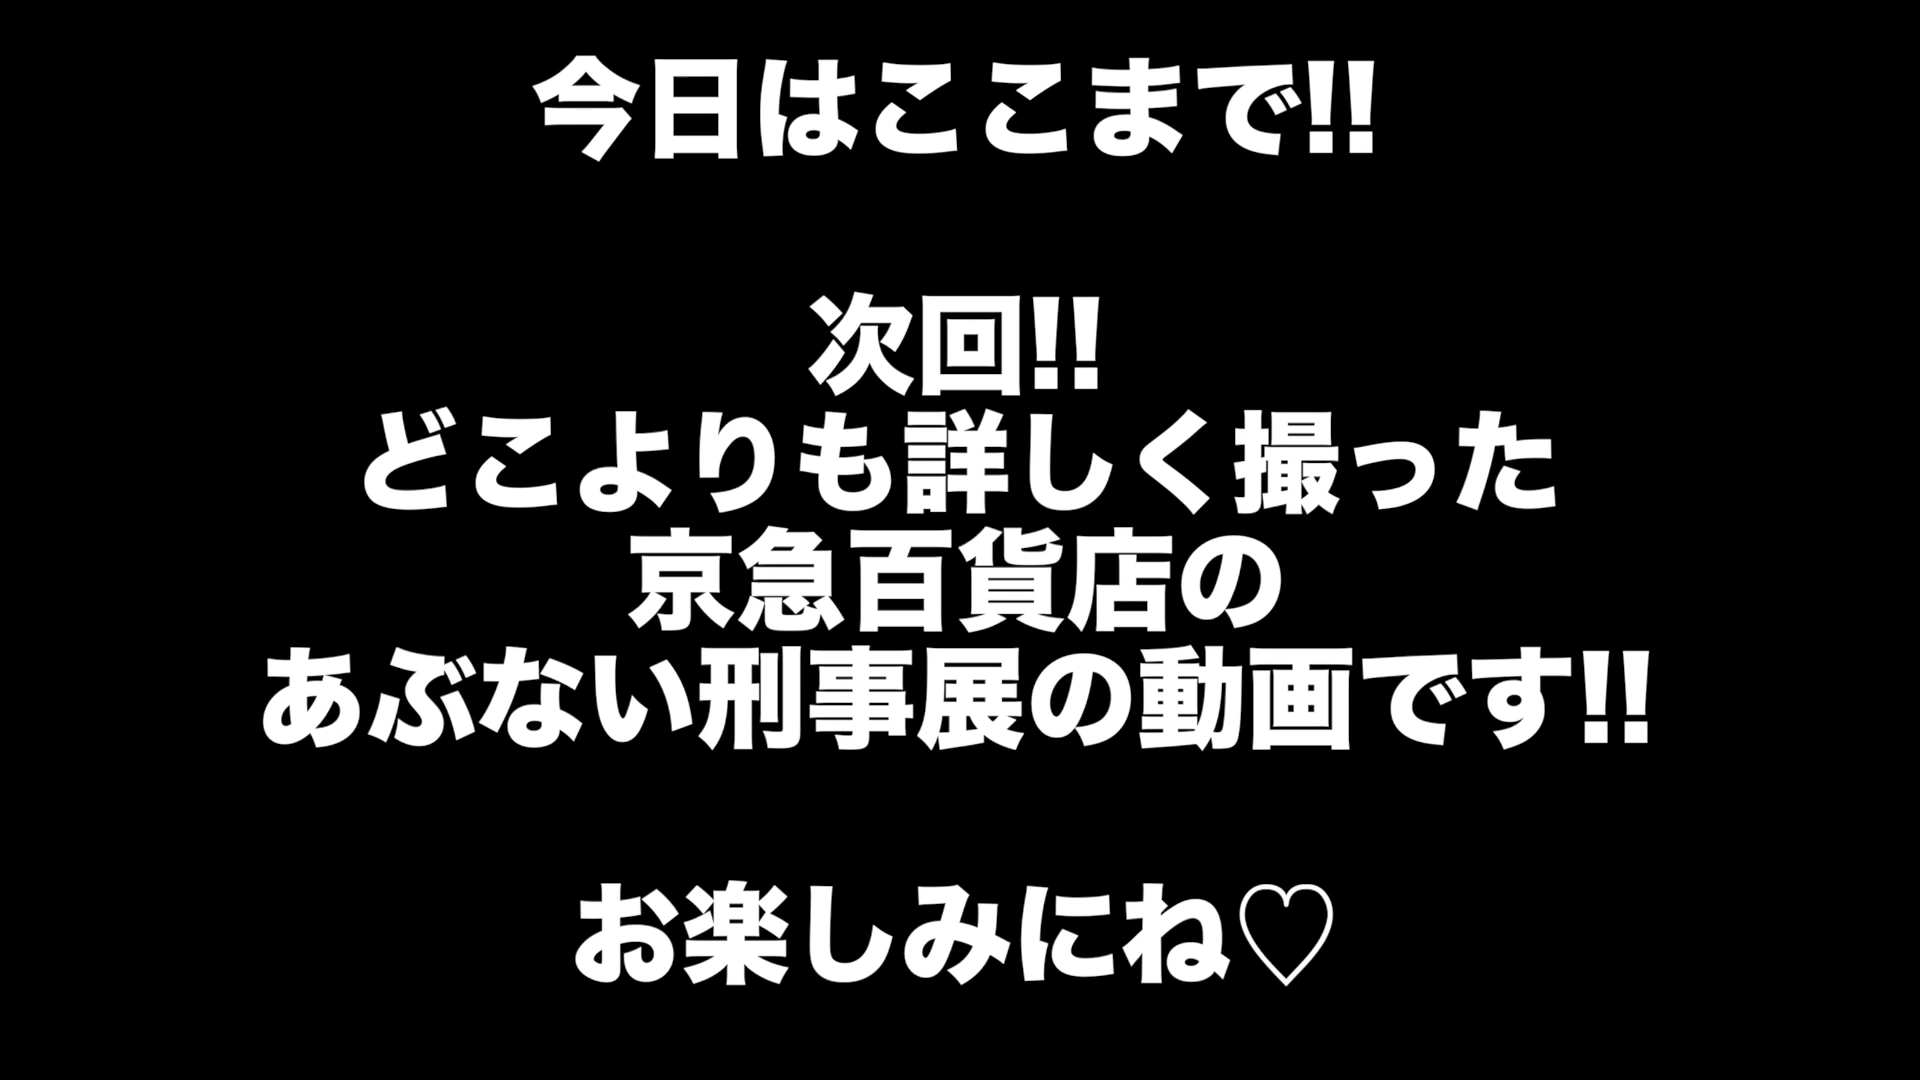 今日はここまで!!
次回!!
どこよりも詳しく撮った
京急百貨店の
あぶない刑事展の動画です!!
お楽しみにね♡